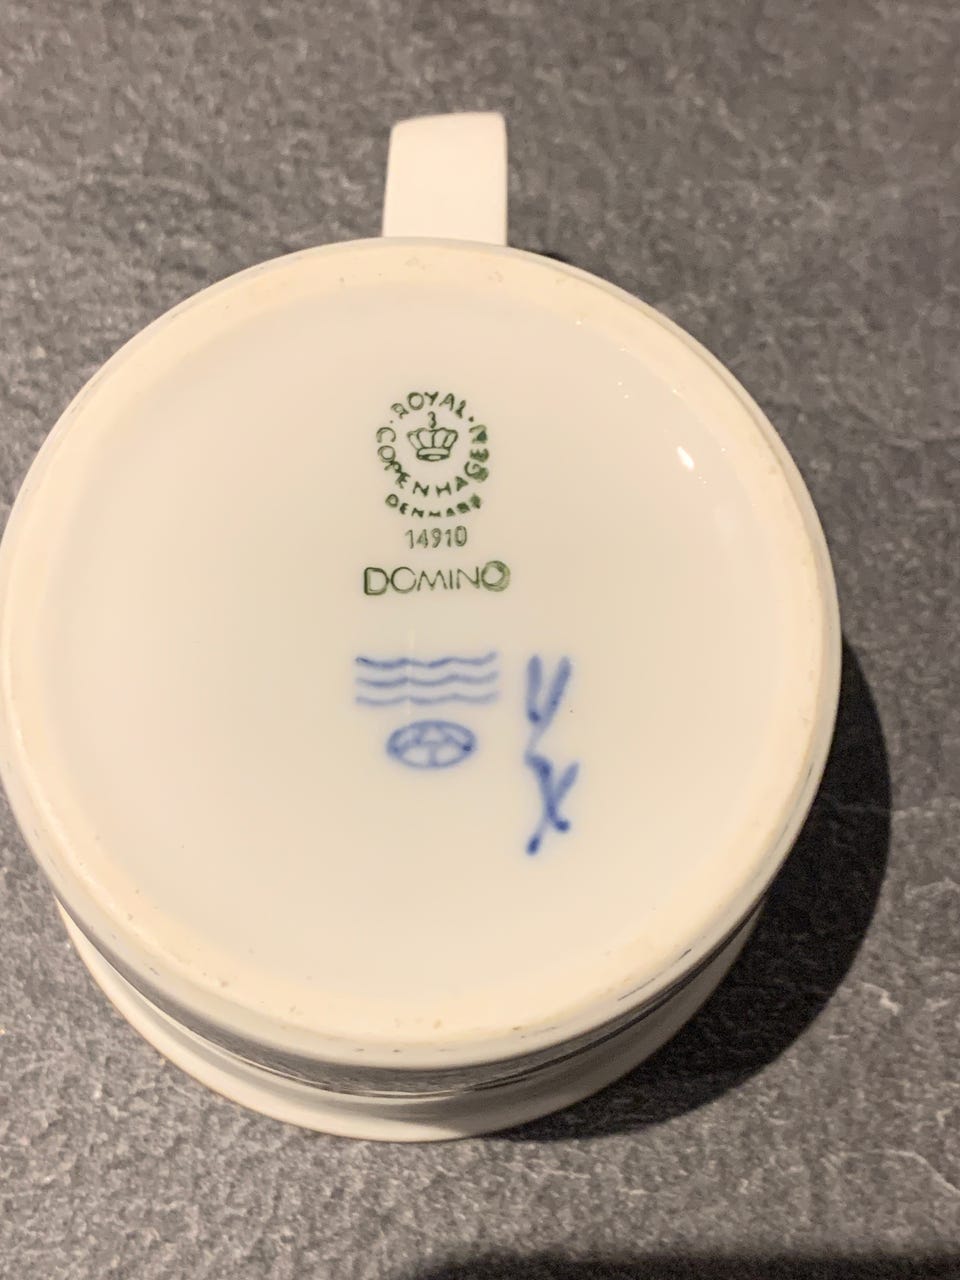 ROYAL
COPENHAGEN
DENMARK
14910
DOMINO